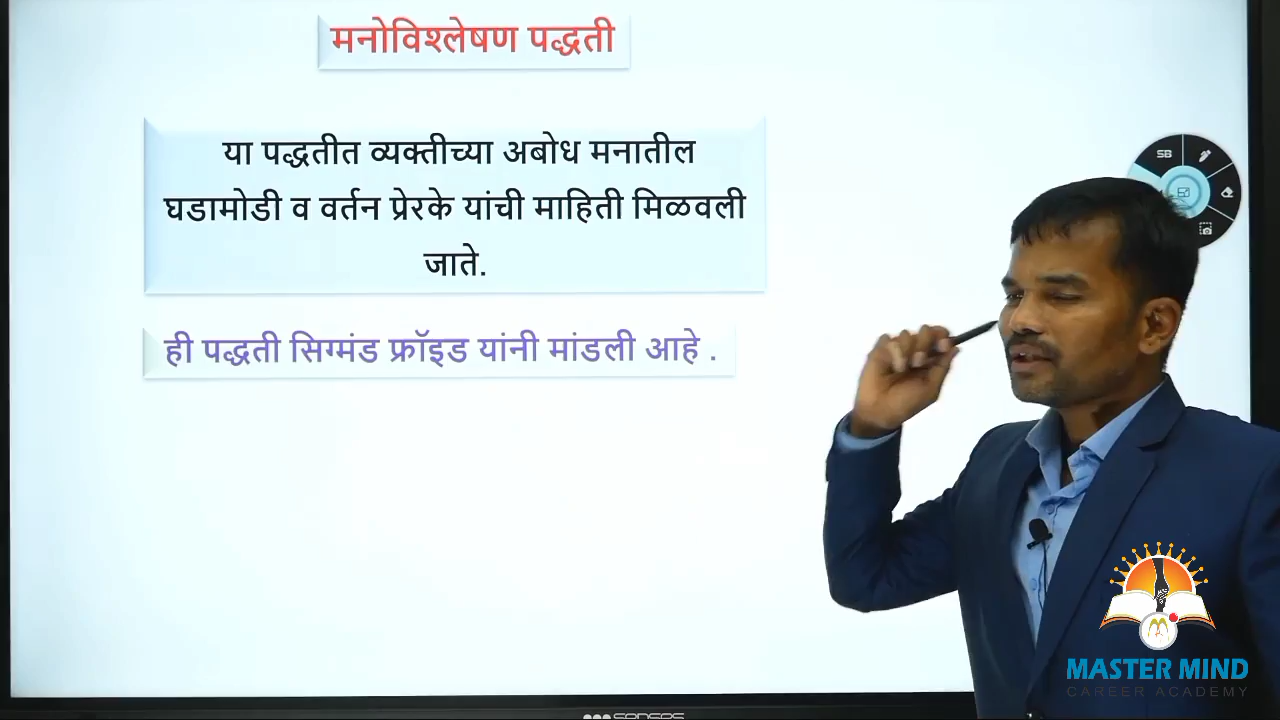 मनोविश्लेषण पद्धती
या पद्धतीत व्यक्तीच्या अबोध मनातील
घडामोडी व वर्तन प्रेरके यांची माहिती मिळवली
जाते.
ही पद्धती सिग्मंड फ्रॉइड यांनी मांडली आहे .
SB
MASTER MIND
CAREER ACADEMY